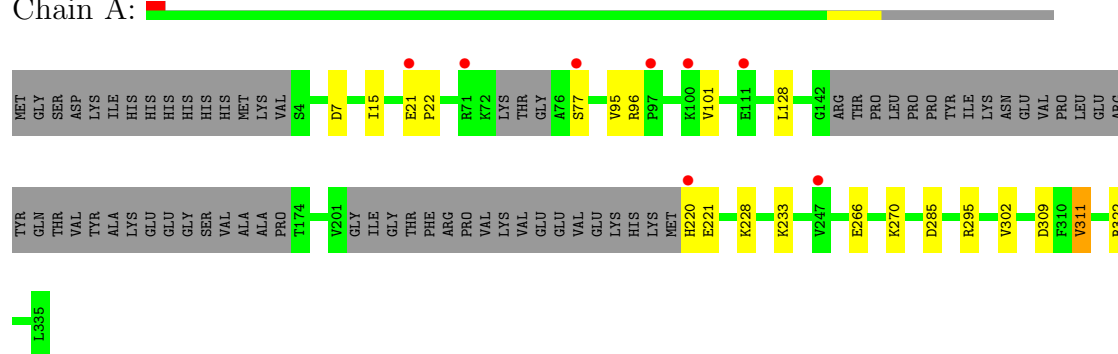 Chain A:
MET GLY SER ASP LYS ILE HIS HIS HIS HIS HIS HIS MET LYS VAL S4 D7 I15 E21 P22 R71 K72 LYS THR GLY A76 S77 V95 R96 P97 K100 V101 E111 L128 G142 ARG THR PRO LEU PRO PRO TYR ILE LYS ASN GLU VAL PRO LEU GLU ARG
TYR GLN THR VAL TYR ALA LYS GLU GLU GLY SER VAL ALA ALA PRO T174 V201 GLY ILE GLY THR PHE ARG PRO VAL LYS VAL GLU GLU VAL GLU LYS HIS LYS MET H220 E221 K228 K233 V247 E266 K270 D285 R295 V302 D309 F310 V311
L335